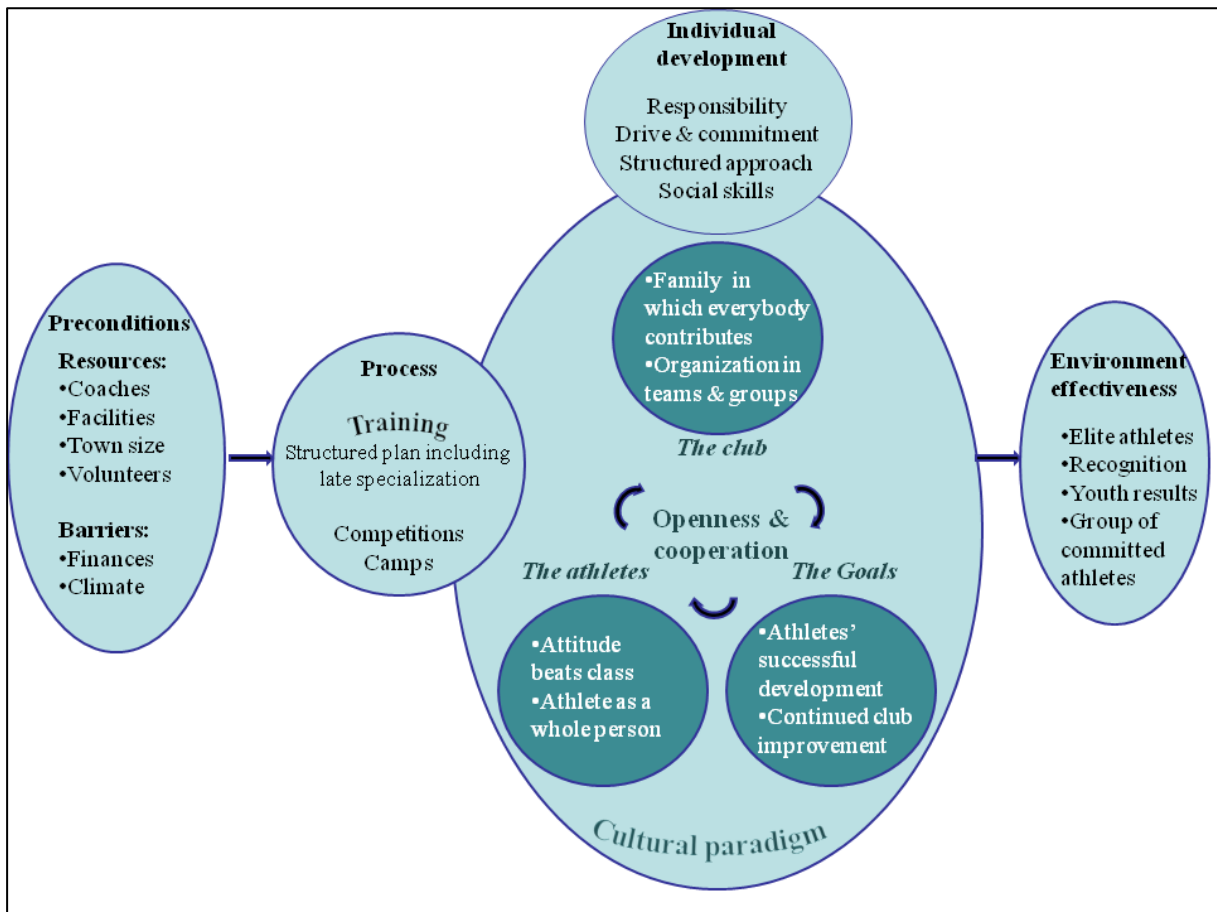 Individual
development
Responsibility
Drive & commitment
Structured approach
Social skills
Preconditions
Resources:
•Coaches
•Facilities
•Town size
•Volunteers
Barriers:
•Finances
•Climate
Process
Training
Structured plan including
late specialization
Competitions
Camps
•Family in
which everybody
contributes
•Organization in
teams & groups
The club
Openness &
cooperation
The athletes
The Goals
•Attitude
beats class
•Athlete as a
whole person
•Athletes’
successful
development
•Continued club
improvement
Cultural paradigm
Environment
effectiveness
•Elite athletes
•Recognition
•Youth results
•Group of
committed
athletes